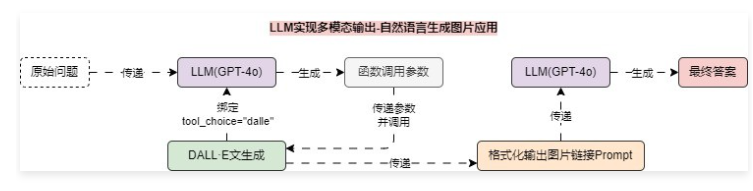 LLM实现多模态输出-自然语言生成图片应用
原始问题
传递
LLM(GPT-4o)
生成
函数调用参数
LLM(GPT-4o)
生成
最终答案
绑定
tool_choice="dalle"
传递参数
并调用
传递
DALL·E文生成
传递
格式化输出图片链接Prompt